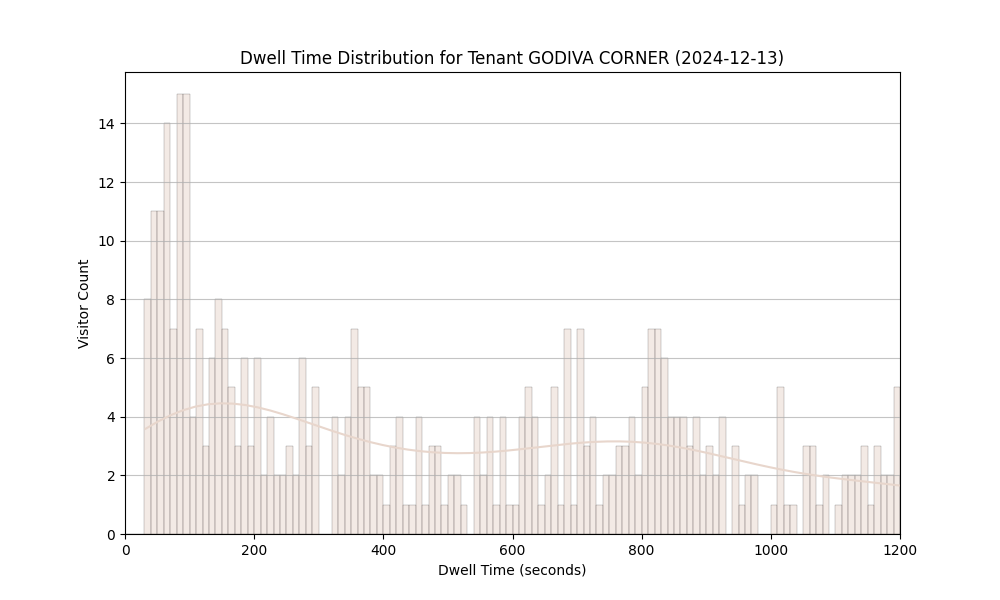 Dwell Time Distribution for Tenant GODIVA CORNER (2024-12-13)
Visitor Count
14
12
10
8
6
4
2
0
0 200 400 600 800 1000 1200
Dwell Time (seconds)